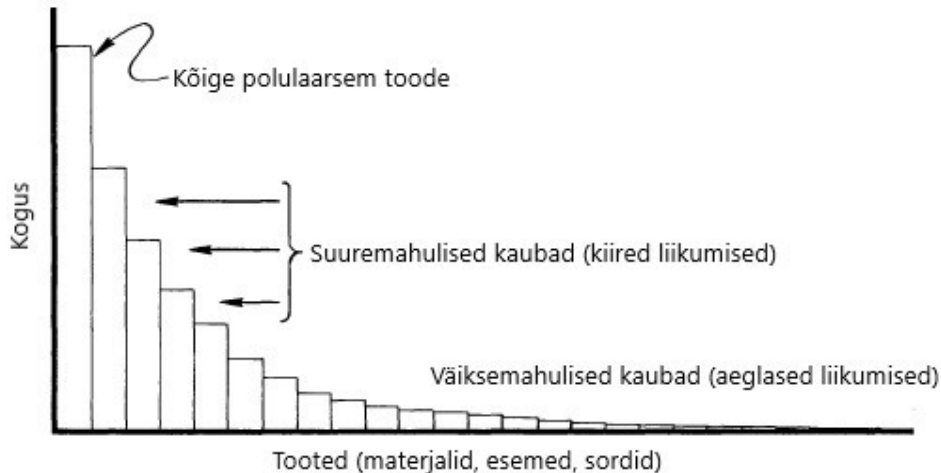 Kõige polulaarsem toode
Kogus
Suuremahulised kaubad (kiired liikumised)
Väiksemahulised kaubad (aeglased liikumised)
Tooted (materjalid, esemed, sordid)